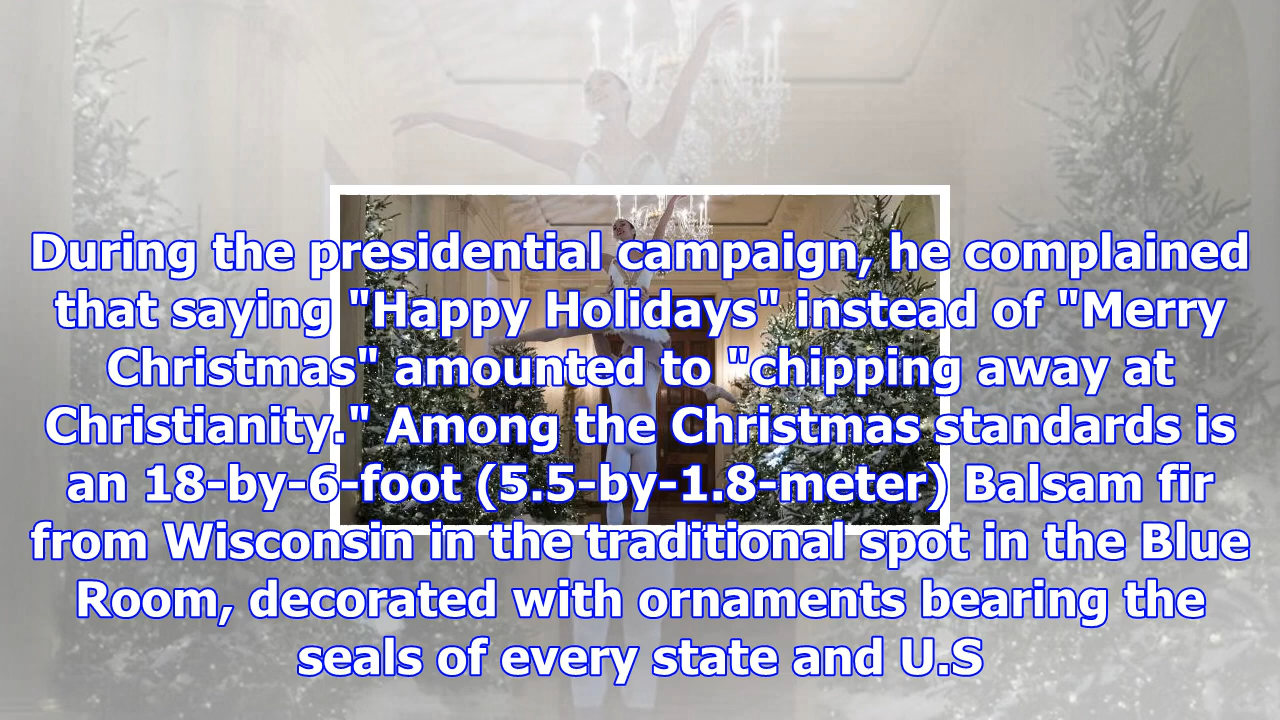 During the presidential campaign, he complained
that saying "Happy Holidays" instead of "Merry
Christmas" amounted to "chipping away at
Christianity." Among the Christmas standards is
an 18-by-6-foot (5.5-by-1.8-meter) Balsam fir
from Wisconsin in the traditional spot in the Blue
Room, decorated with ornaments bearing the
seals of every state and U.S